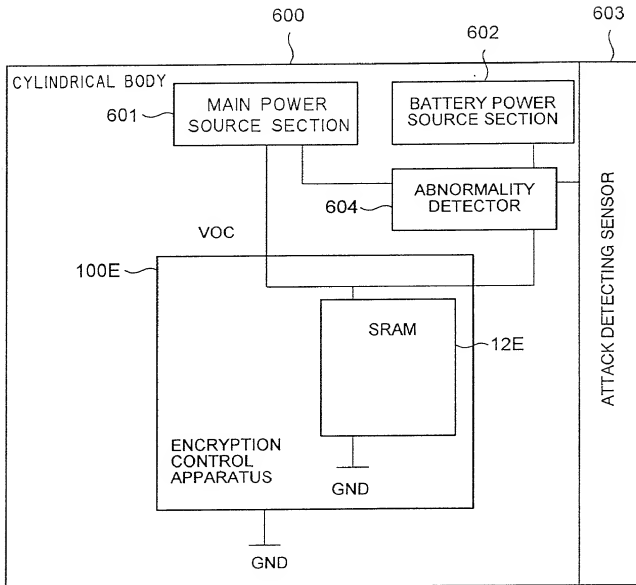 600
603
602
CYLINDRICAL BODY
MAIN POWER
SOURCE SECTION
601
BATTERY POWER
SOURCE SECTION
ABNORMALITY
DETECTOR
604
VOC
100E
SRAM
12E
ENCRYPTION
CONTROL
APPARATUS
GND
GND
ATTACK DETECTING SENSOR